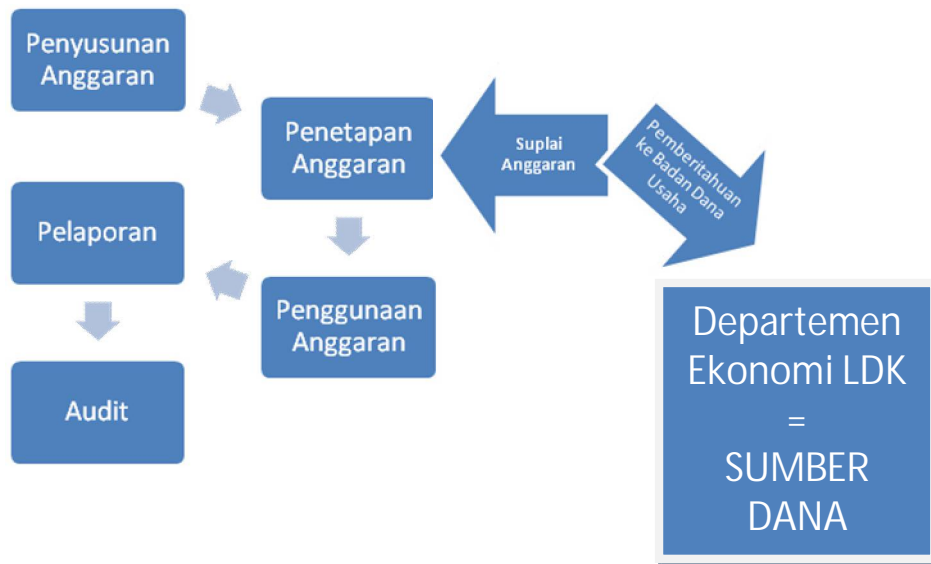 Penyusunan
Anggaran
Penetapan
Anggaran
Suplai
Anggaran
Pemberitahuan
ke Badan Dana
Usaha
Pelaporan
Penggunaan
Anggaran
Audit
Departemen
Ekonomi LDK
=
SUMBER
DANA